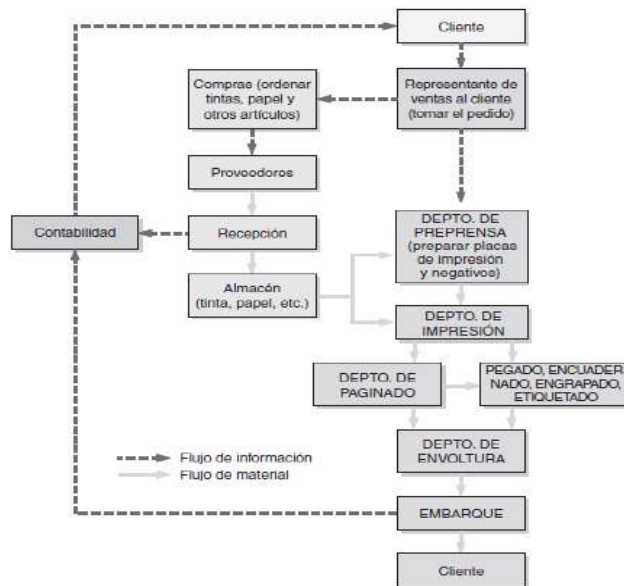 Cliente
Compras (ordenar
tintas, papel y
otros artículos)
Representante de
ventas al cliente
(tomar el pedido)
Proveedores
Contabilidad
Recepción
DEPTO. DE
PREPRENSA
(preparar placas
de impresión
y negativos)
Almacén
(tinta, papel, etc.)
DEPTO. DE
IMPRESIÓN
DEPTO. DE
PAGINADO
PEGADO, ENCUADER-
NADO, ENGRAPADO,
ETIQUETADO
DEPTO. DE
ENVOLTURA
Flujo de información
Flujo de material
EMBARQUE
Cliente